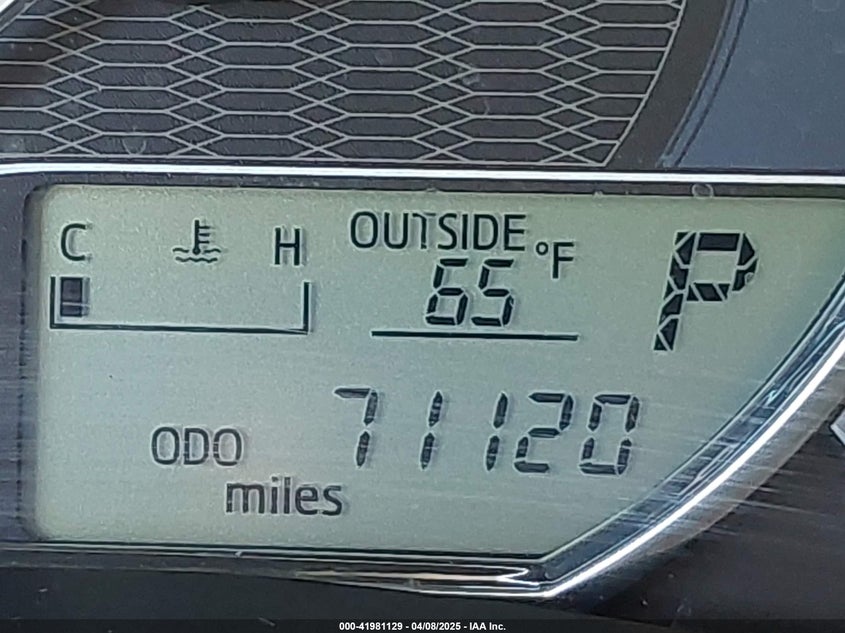 C H OUTSIDE °F P
65
ODO 71120
miles
000-41981129 - 04/08/2025 - IAA Inc.